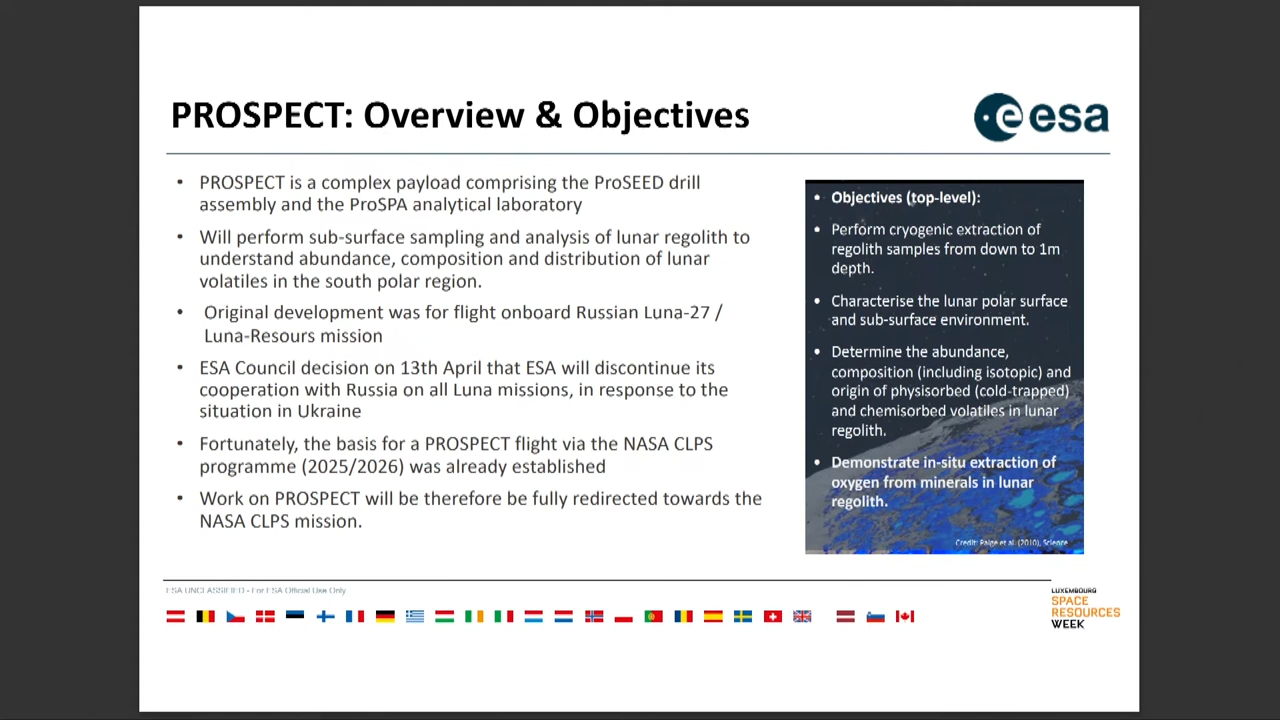 PROSPECT: Overview & Objectives
esa
• PROSPECT is a complex payload comprising the ProSEED drill
assembly and the ProSPA analytical laboratory
• Will perform sub-surface sampling and analysis of lunar regolith to
understand abundance, composition and distribution of lunar
volatiles in the south polar region.
• Original development was for flight onboard Russian Luna-27 /
Luna-Resours mission
• ESA Council decision on 13th April that ESA will discontinue its
cooperation with Russia on all Luna missions, in response to the
situation in Ukraine
• Fortunately, the basis for a PROSPECT flight via the NASA CLPS
programme (2025/2026) was already established
• Work on PROSPECT will be therefore be fully redirected towards the
NASA CLPS mission.
• Objectives (top-level):
• Perform cryogenic extraction of
regolith samples from down to 1m
depth.
• Characterise the lunar polar surface
and sub-surface environment.
• Determine the abundance,
composition (including isotopic) and
origin of physisorbed (cold-trapped)
and chemisorbed volatiles in lunar
regolith.
• Demonstrate in-situ extraction of
oxygen from minerals in lunar
regolith.
Credit: Paige et al. (2010), Science
ESA UNCLASSIFIED - For ESA Official Use Only
LUXEMBOURG
SPACE
RESOURCES
WEEK